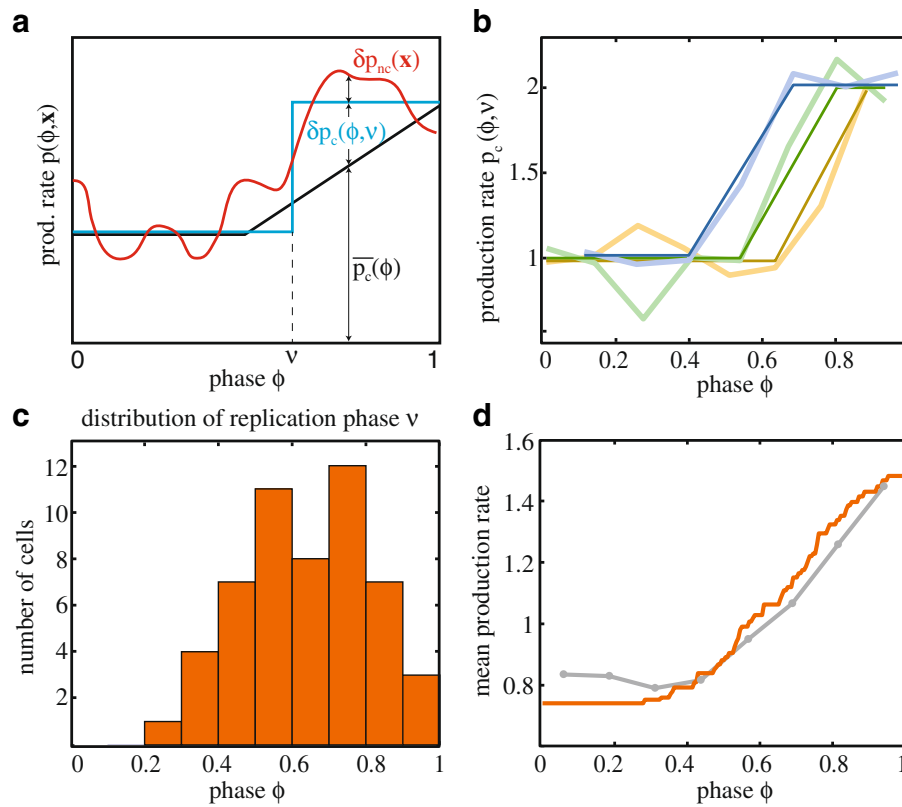 a
prod. rate p(ϕ,x)
δp_nc(x)
δp_c(ϕ,ν)
p̅_c̅(ϕ)
0
ν
1
phase ϕ
b
production rate p_c(ϕ,ν)
2
1.5
1
0
0.2
0.4
0.6
0.8
phase ϕ
c
distribution of replication phase ν
number of cells
12
10
8
6
4
2
0
0.2
0.4
0.6
0.8
1
phase ϕ
d
mean production rate
1.6
1.4
1.2
1
0.8
0
0.2
0.4
0.6
0.8
1
phase ϕ